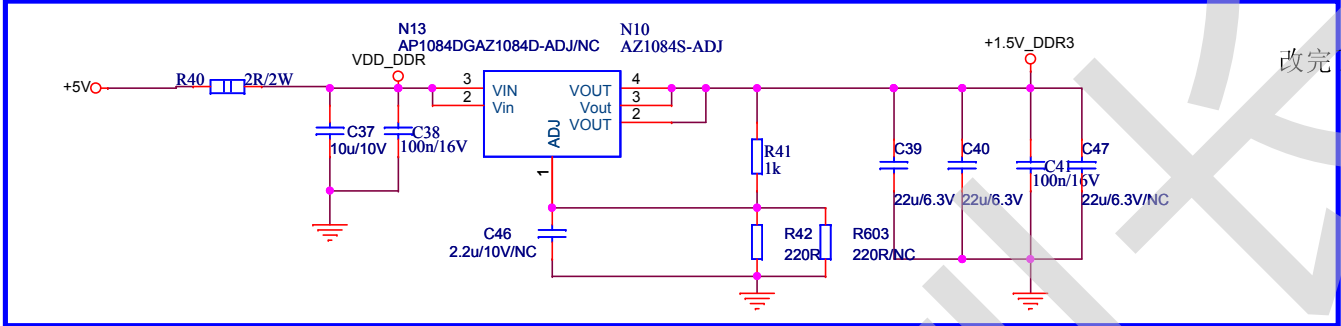 N13
AP1084DGAZ1084D-ADJ/NC
N10
AZ1084S-ADJ
+1.5V_DDR3
改完
VDD_DDR
+5V
R40
2R/2W
3
VIN
2
Vin
VOUT
4
Vout
3
VOUT
2
ADJ
1
C37
10u/10V
C38
100n/16V
R41
1k
C39
22u/6.3V
C40
22u/6.3V
C41
100n/16V
C47
22u/6.3V/NC
C46
2.2u/10V/NC
R42
220R
R603
220R/NC